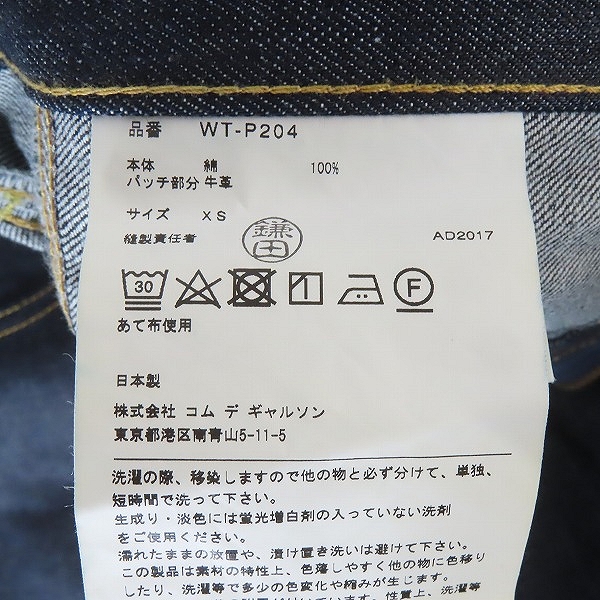 品番 WT-P204
本体 綿 100%
パッチ部分 牛革
サイズ XS
縫製責任者 鎌田 AD2017
30 F
あて布使用
日本製
株式会社 コム デ ギャルソン
東京都港区南青山5-11-5
洗濯の際、移染しますので他の物と必ず分けて、単独、
短時間で洗って下さい。
生成り・淡色には蛍光増白剤の入っていない洗剤
をご使用ください。
濡れたままの放置や、漬け置き洗いは避けて下さい。
この製品は素材の特性上、色落しやすく他の物に色移り
したり、洗濯等で多少の色変化や縮みが生じます。
性質上、洗濯等